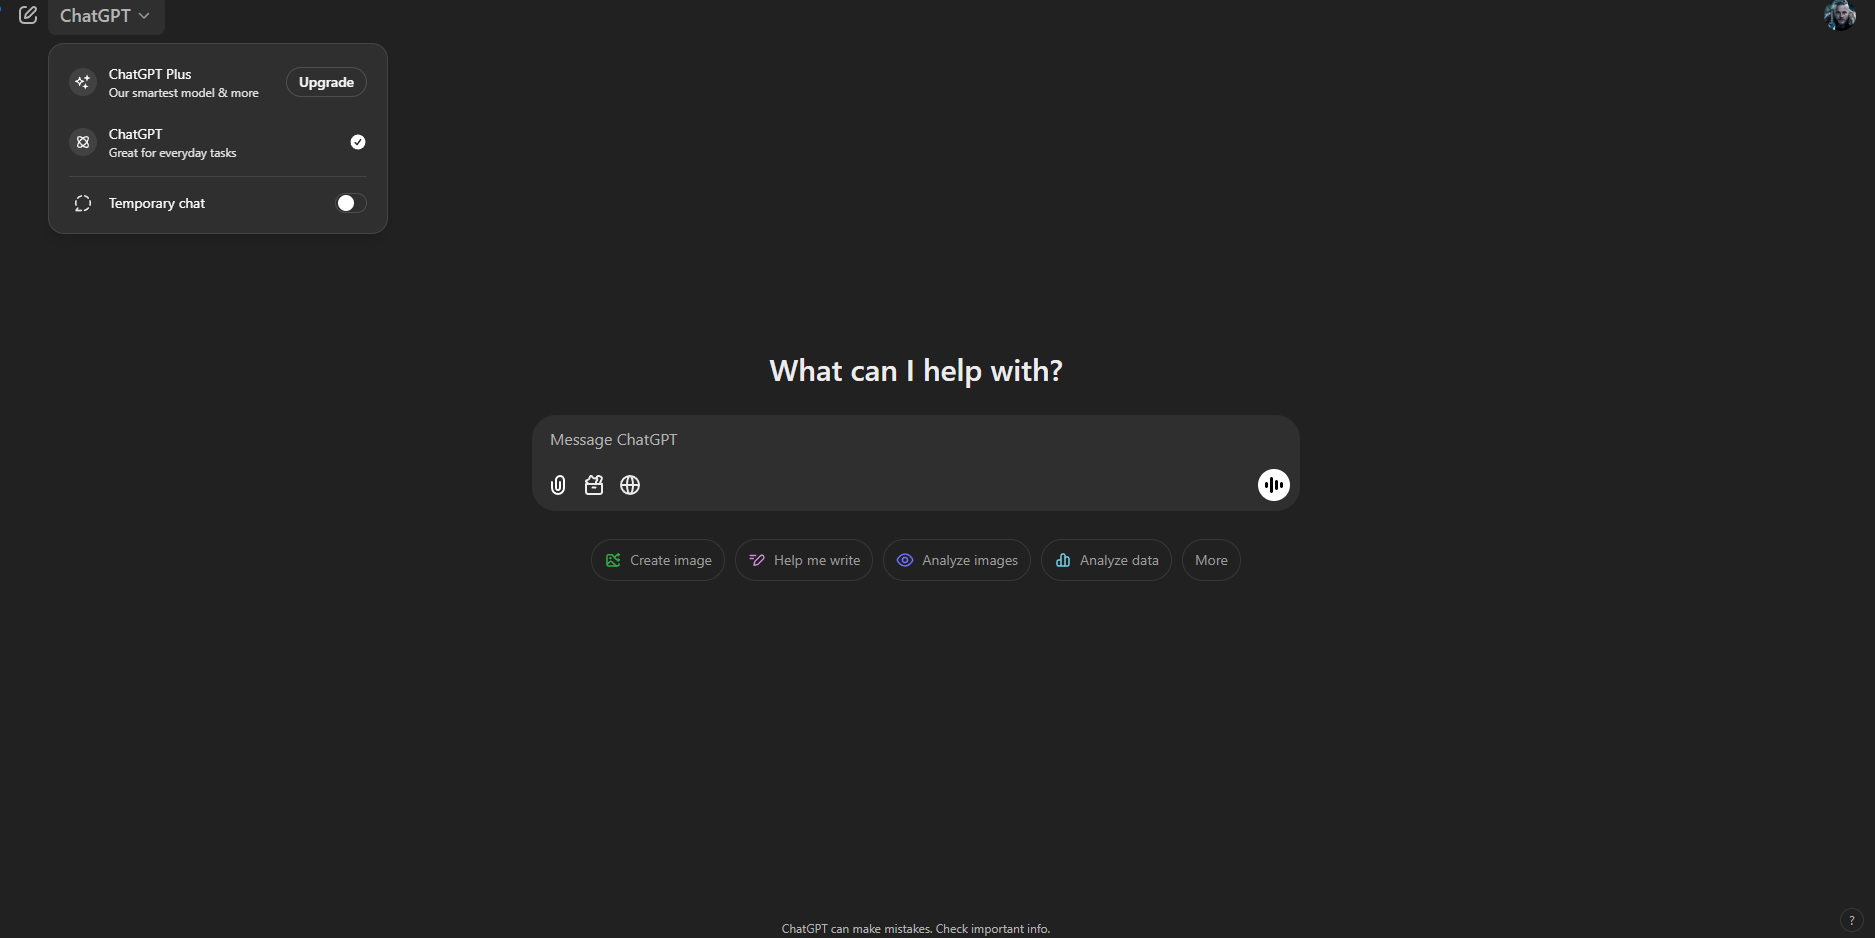 ChatGPT
ChatGPT Plus
Our smartest model & more
Upgrade
ChatGPT
Great for everyday tasks
Temporary chat
What can I help with?
Message ChatGPT
Create image
Help me write
Analyze images
Analyze data
More
ChatGPT can make mistakes. Check important info.
?